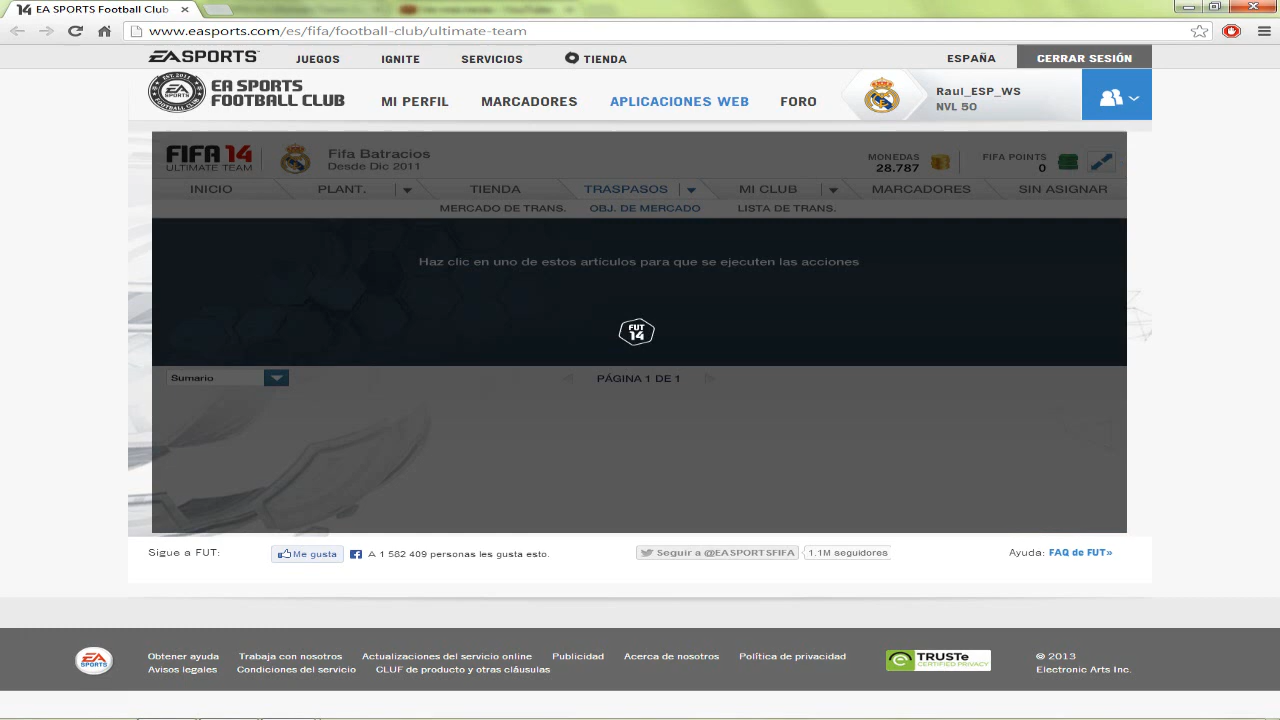 14 EA SPORTS Football Club
www.easports.com/es/fifa/football-club/ultimate-team
EA SPORTS JUEGOS IGNITE SERVICIOS TIENDA ESPAÑA CERRAR SESIÓN
EST. 2011
EA SPORTS
EA SPORTS FOOTBALL CLUB
MI PERFIL MARCADORES APLICACIONES WEB FORO
Raul_ESP_WS
NVL 50
FIFA 14
ULTIMATE TEAM
Fifa Batracios
Desde Dic 2011
MONEDAS
28.787
FIFA POINTS
0
INICIO PLANT. TIENDA TRASPASOS MI CLUB MARCADORES SIN ASIGNAR
MERCADO DE TRANS. OBJ. DE MERCADO LISTA DE TRANS.
Haz clic en uno de estos artículos para que se ejecuten las acciones
FUT
14
Sumario
PÁGINA 1 DE 1
Sigue a FUT: Me gusta A 1 582 409 personas les gusta esto. Seguir a @EASPORTSFIFA 1.1M seguidores Ayuda: FAQ de FUT»
EA SPORTS
Obtener ayuda Trabaja con nosotros Actualizaciones del servicio online Publicidad Acerca de nosotros Política de privacidad
Avisos legales Condiciones del servicio CLUF de producto y otras cláusulas
TRUSTe
CERTIFIED PRIVACY
© 2013
Electronic Arts Inc.